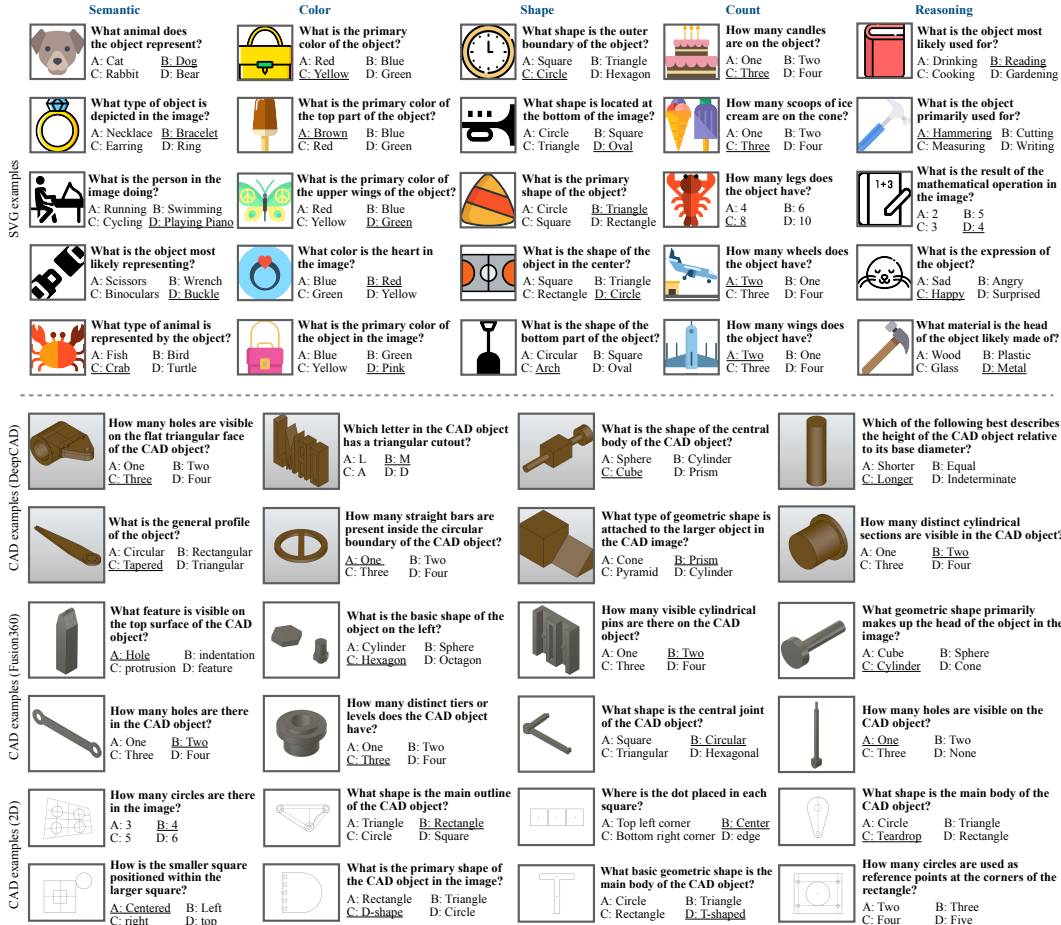 Semantic Color Shape Count Reasoning
SVG examples
What animal does
the object represent?
A: Cat B: Dog
C: Rabbit D: Bear
What is the primary
color of the object?
A: Red B: Blue
C: Yellow D: Green
What shape is the outer
boundary of the object?
A: Square B: Triangle
C: Circle D: Hexagon
How many candles
are on the object?
A: One B: Two
C: Three D: Four
What is the object most
likely used for?
A: Drinking B: Reading
C: Cooking D: Gardening
What type of object is
depicted in the image?
A: Necklace B: Bracelet
C: Earring D: Ring
What is the primary color of
the top part of the object?
A: Brown B: Blue
C: Red D: Green
What shape is located at
the bottom of the image?
A: Circle B: Square
C: Triangle D: Oval
How many scoops of ice
cream are on the cone?
A: One B: Two
C: Three D: Four
What is the object
primarily used for?
A: Hammering B: Cutting
C: Measuring D: Writing
What is the person in the
image doing?
A: Running B: Swimming
C: Cycling D: Playing Piano
What is the primary color of
the upper wings of the object?
A: Red B: Blue
C: Yellow D: Green
What is the primary
shape of the object?
A: Circle B: Triangle
C: Square D: Rectangle
How many legs does
the object have?
A: 4 B: 6
C: 8 D: 10
1+3
What is the result of the
mathematical operation in
the image?
A: 2 B: 5
C: 3 D: 4
What is the object most
likely representing?
A: Scissors B: Wrench
C: Binoculars D: Buckle
What color is the heart in
the image?
A: Blue B: Red
C: Green D: Yellow
What is the shape of the
object in the center?
A: Square B: Triangle
C: Rectangle D: Circle
How many wheels does
the object have?
A: Two B: One
C: Three D: Four
What is the expression of
the object?
A: Sad B: Angry
C: Happy D: Surprised
What type of animal is
represented by the object?
A: Fish B: Bird
C: Crab D: Turtle
What is the primary color of
the object in the image?
A: Blue B: Green
C: Yellow D: Pink
What is the shape of the
bottom part of the object?
A: Circular B: Square
C: Arch D: Oval
How many wings does
the object have?
A: Two B: One
C: Three D: Four
What material is the head
of the object likely made of?
A: Wood B: Plastic
C: Glass D: Metal
CAD examples (DeepCAD)
How many holes are visible
on the flat triangular face
of the CAD object?
A: One B: Two
C: Three D: Four
Which letter in the CAD object
has a triangular cutout?
A: L B: M
C: A D: D
What is the shape of the central
body of the CAD object?
A: Sphere B: Cylinder
C: Cube D: Prism
Which of the following best describes
the height of the CAD object relative
to its base diameter?
A: Shorter B: Equal
C: Longer D: Indeterminate
What is the general profile
of the object?
A: Circular B: Rectangular
C: Tapered D: Triangular
How many straight bars are
present inside the circular
boundary of the CAD object?
A: One B: Two
C: Three D: Four
What type of geometric shape is
attached to the larger object in
the CAD image?
A: Cone B: Prism
C: Pyramid D: Cylinder
How many distinct cylindrical
sections are visible in the CAD object?
A: One B: Two
C: Three D: Four
CAD examples (Fusion360)
What feature is visible on
the top surface of the CAD
object?
A: Hole B: indentation
C: protrusion D: feature
What is the basic shape of the
object on the left?
A: Cylinder B: Sphere
C: Hexagon D: Octagon
How many visible cylindrical
pins are there on the CAD
object?
A: One B: Two
C: Three D: Four
What geometric shape primarily
makes up the head of the object in the
image?
A: Cube B: Sphere
C: Cylinder D: Cone
How many holes are there
in the CAD object?
A: One B: Two
C: Three D: Four
How many distinct tiers or
levels does the CAD object
have?
A: One B: Two
C: Three D: Four
What shape is the central joint
of the CAD object?
A: Square B: Circular
C: Triangular D: Hexagonal
How many holes are visible on the
CAD object?
A: One B: Two
C: Three D: None
CAD examples (2D)
How many circles are there
in the image?
A: 3 B: 4
C: 5 D: 6
What shape is the main outline
of the CAD object?
A: Triangle B: Rectangle
C: Circle D: Square
Where is the dot placed in each
square?
A: Top left corner B: Center
C: Bottom right corner D: edge
What shape is the main body of the
CAD object?
A: Circle B: Triangle
C: Teardrop D: Rectangle
How is the smaller square
positioned within the
larger square?
A: Centered B: Left
C: right D: top
What is the primary shape of
the CAD object in the image?
A: Rectangle B: Triangle
C: D-shape D: Circle
What basic geometric shape is the
main body of the CAD object?
A: Circle B: Triangle
C: Rectangle D: T-shaped
How many circles are used as
reference points at the corners of the
rectangle?
A: Two B: Three
C: Four D: Five